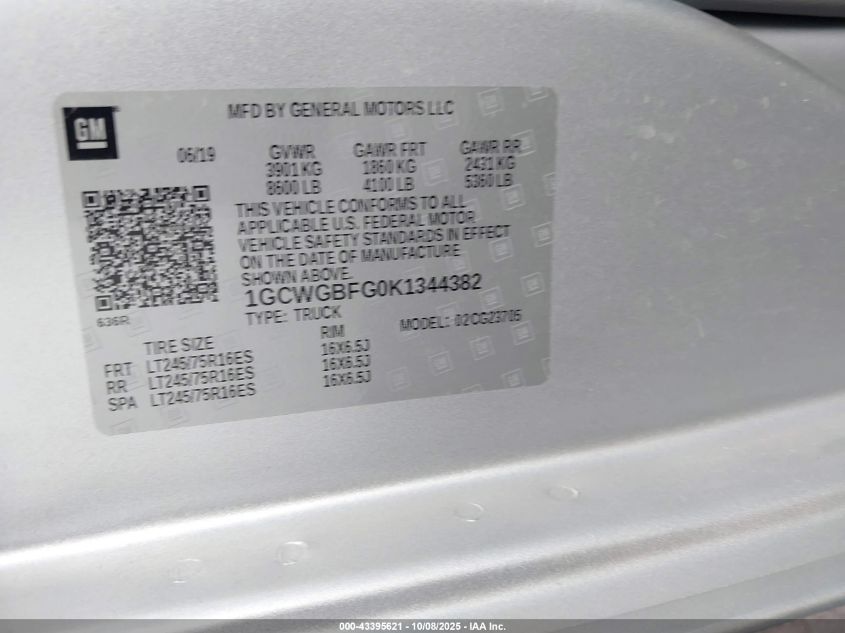 GM
MFD BY GENERAL MOTORS LLC
06/19 GVWR GAWR FRT GAWR RR
3901 KG 1860 KG 2431 KG
8600 LB 4100 LB 5360 LB
THIS VEHICLE CONFORMS TO ALL
APPLICABLE U.S. FEDERAL MOTOR
VEHICLE SAFETY STANDARDS IN EFFECT
ON THE DATE OF MANUFACTURE
SHOWN ABOVE.
1GCWGBFG0K1344382
636R TYPE: TRUCK MODEL: 02CG23705
TIRE SIZE RIM
FRT LT245/75R16ES 16X6.5J
RR LT245/75R16ES 16X6.5J
SPA LT245/75R16ES 16X6.5J
000-43395621 - 10/08/2025 - IAA Inc.